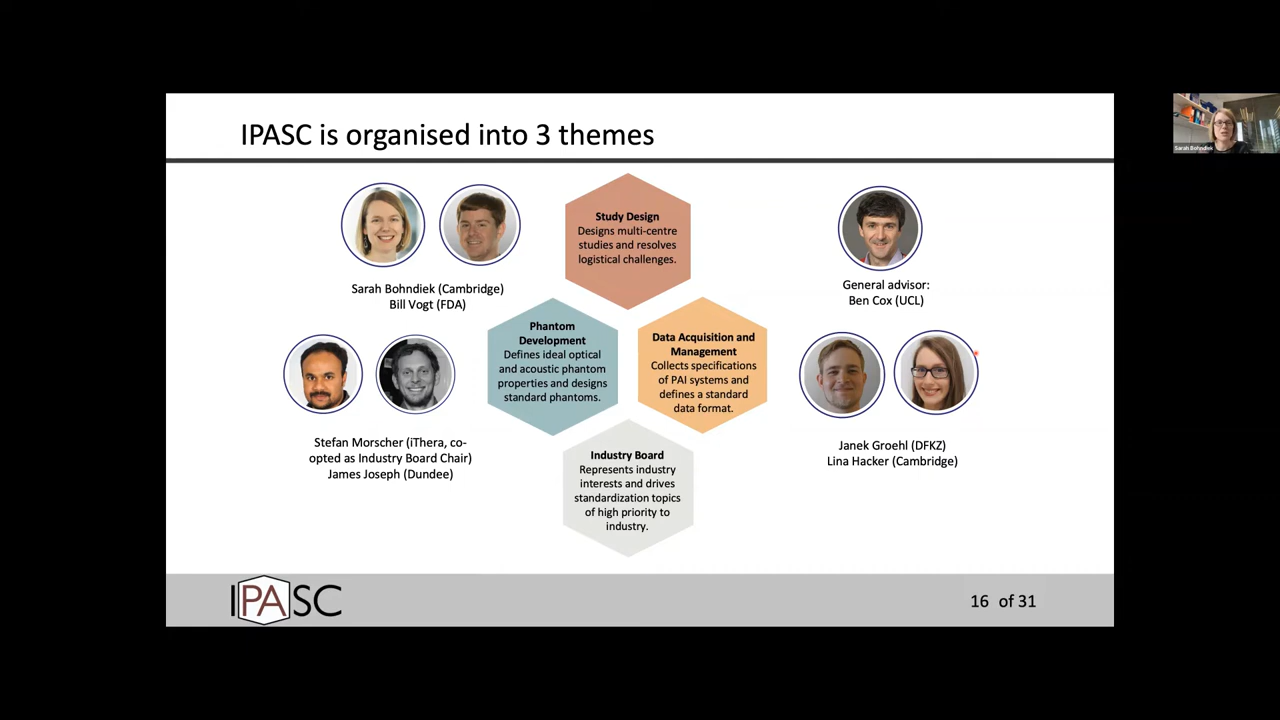 IPASC is organised into 3 themes
Sarah Bohndiek
Study Design
Designs multi-centre
studies and resolves
logistical challenges.
Sarah Bohndiek (Cambridge)
Bill Vogt (FDA)
General advisor:
Ben Cox (UCL)
Phantom
Development
Defines ideal optical
and acoustic phantom
properties and designs
standard phantoms.
Data Acquisition and
Management
Collects specifications
of PAI systems and
defines a standard
data format.
Stefan Morscher (iThera, co-
opted as Industry Board Chair)
James Joseph (Dundee)
Janek Groehl (DFKZ)
Lina Hacker (Cambridge)
Industry Board
Represents industry
interests and drives
standardization topics
of high priority to
industry.
IPASC
16 of 31